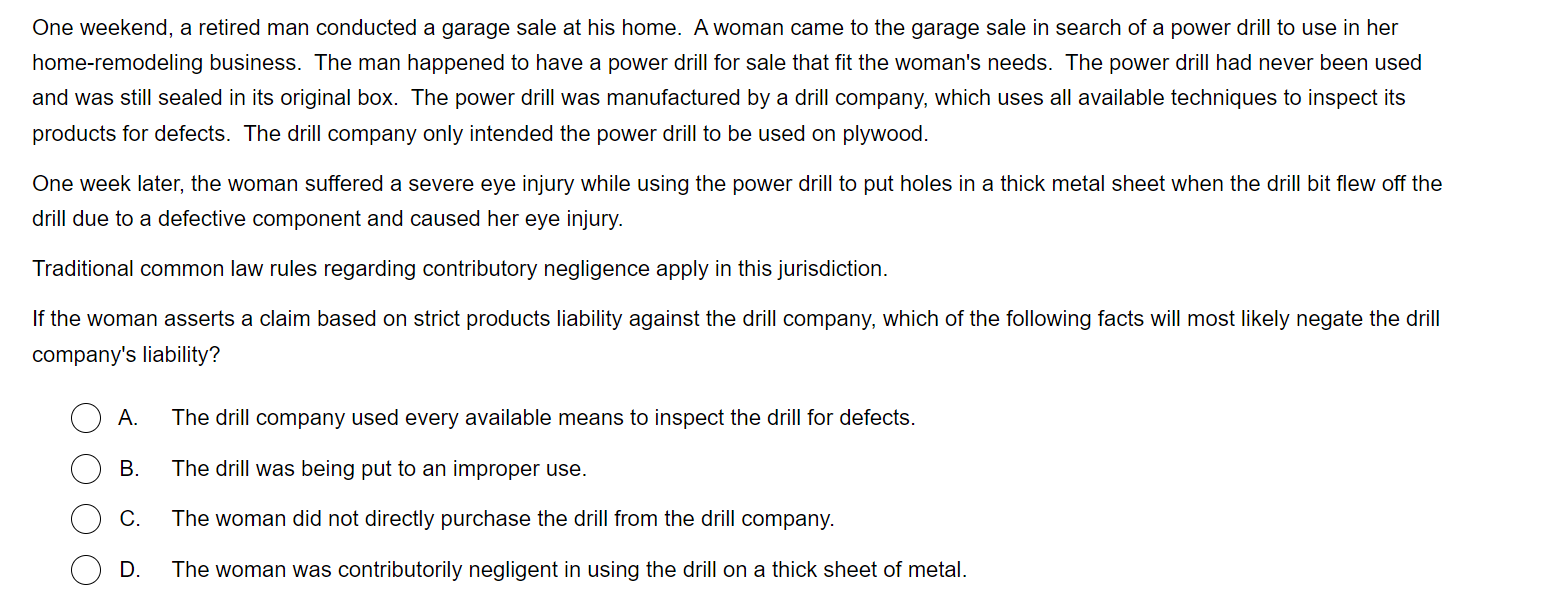 One weekend, a retired man conducted a garage sale at his home.  A woman came to the garage sale in search of a power drill to use in her
home-remodeling business.  The man happened to have a power drill for sale that fit the woman's needs.  The power drill had never been used
and was still sealed in its original box.  The power drill was manufactured by a drill company, which uses all available techniques to inspect its
products for defects.  The drill company only intended the power drill to be used on plywood.
One week later, the woman suffered a severe eye injury while using the power drill to put holes in a thick metal sheet when the drill bit flew off the
drill due to a defective component and caused her eye injury.
Traditional common law rules regarding contributory negligence apply in this jurisdiction.
If the woman asserts a claim based on strict products liability against the drill company, which of the following facts will most likely negate the drill
company's liability?
A. The drill company used every available means to inspect the drill for defects.
B. The drill was being put to an improper use.
C. The woman did not directly purchase the drill from the drill company.
D. The woman was contributorily negligent in using the drill on a thick sheet of metal.